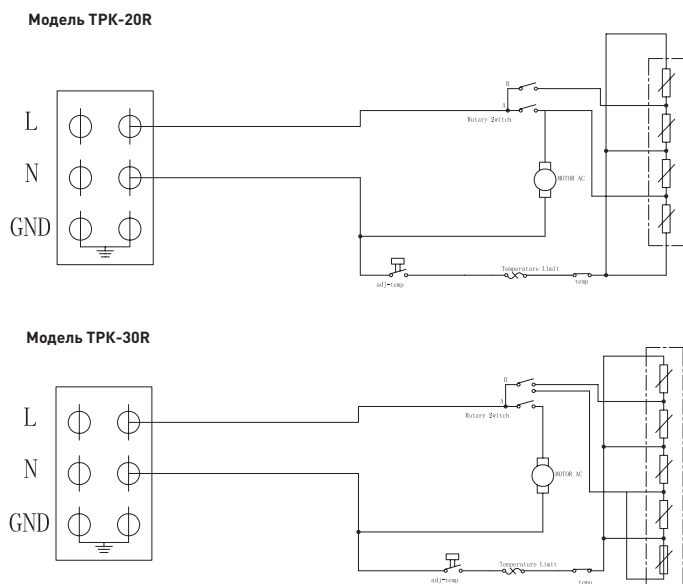 Модель TPK-20R
L
N
GND
B
A
Rotary Switch
MOTOR AC
adj-temp
Temperature Limit
temp
Модель TPK-30R
L
N
GND
B
A
Rotary Switch
MOTOR AC
adj-temp
Temperature Limit
temp